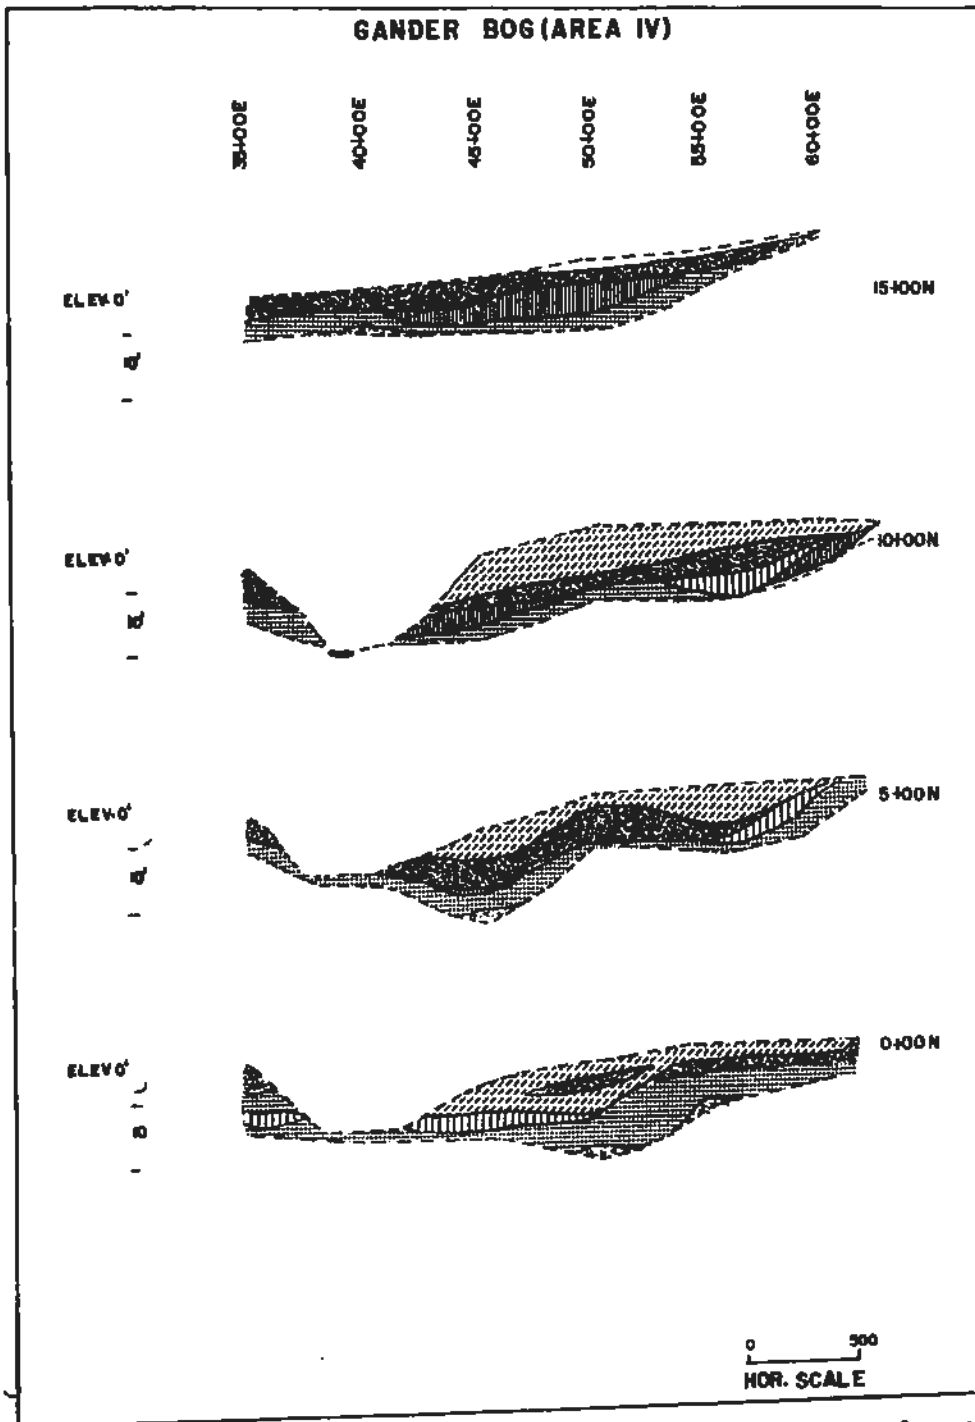 GANDER BOG (AREA IV)
35+00E 40+00E 45+00E 50+00E 55+00E 60+00E
ELEV-0'
15+00N
10'
ELEV-0'
10+00N
10'
ELEV-0'
5+00N
10'
ELEV 0'
0+00N
10
0 500
HOR. SCALE